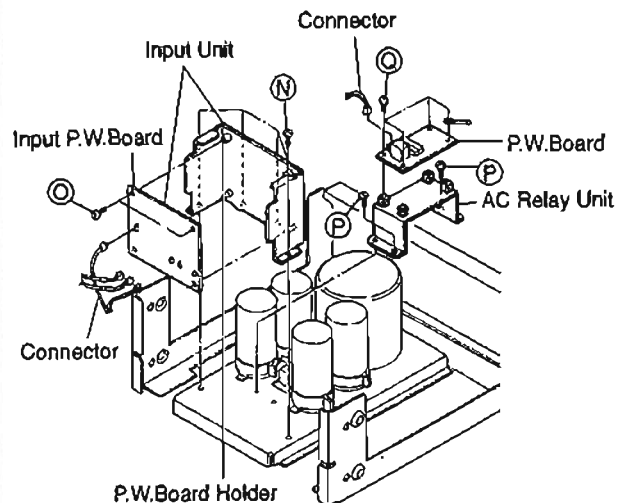 Connector
Input Unit
Q
N
Input P.W.Board
P.W.Board
P
O
AC Relay Unit
P
Connector
P.W.Board Holder